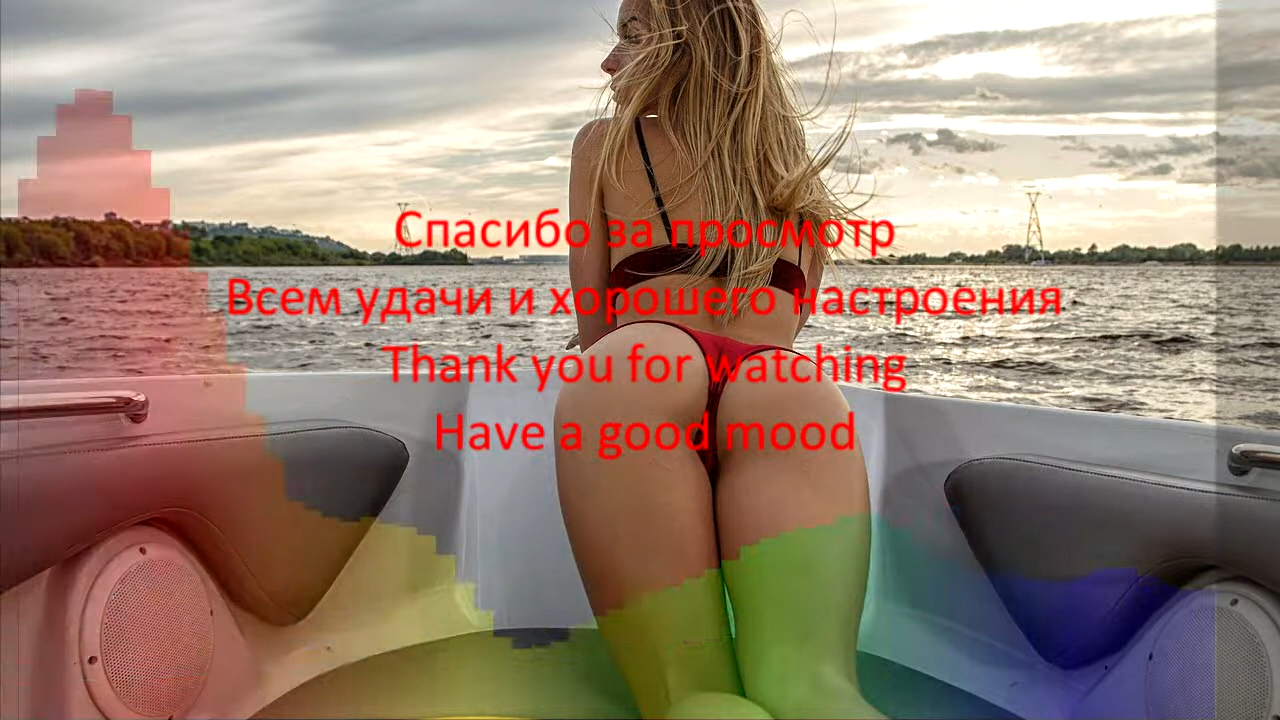 Спасибо за просмотр
Всем удачи и хорошего настроения
Thank you for watching
Have a good mood